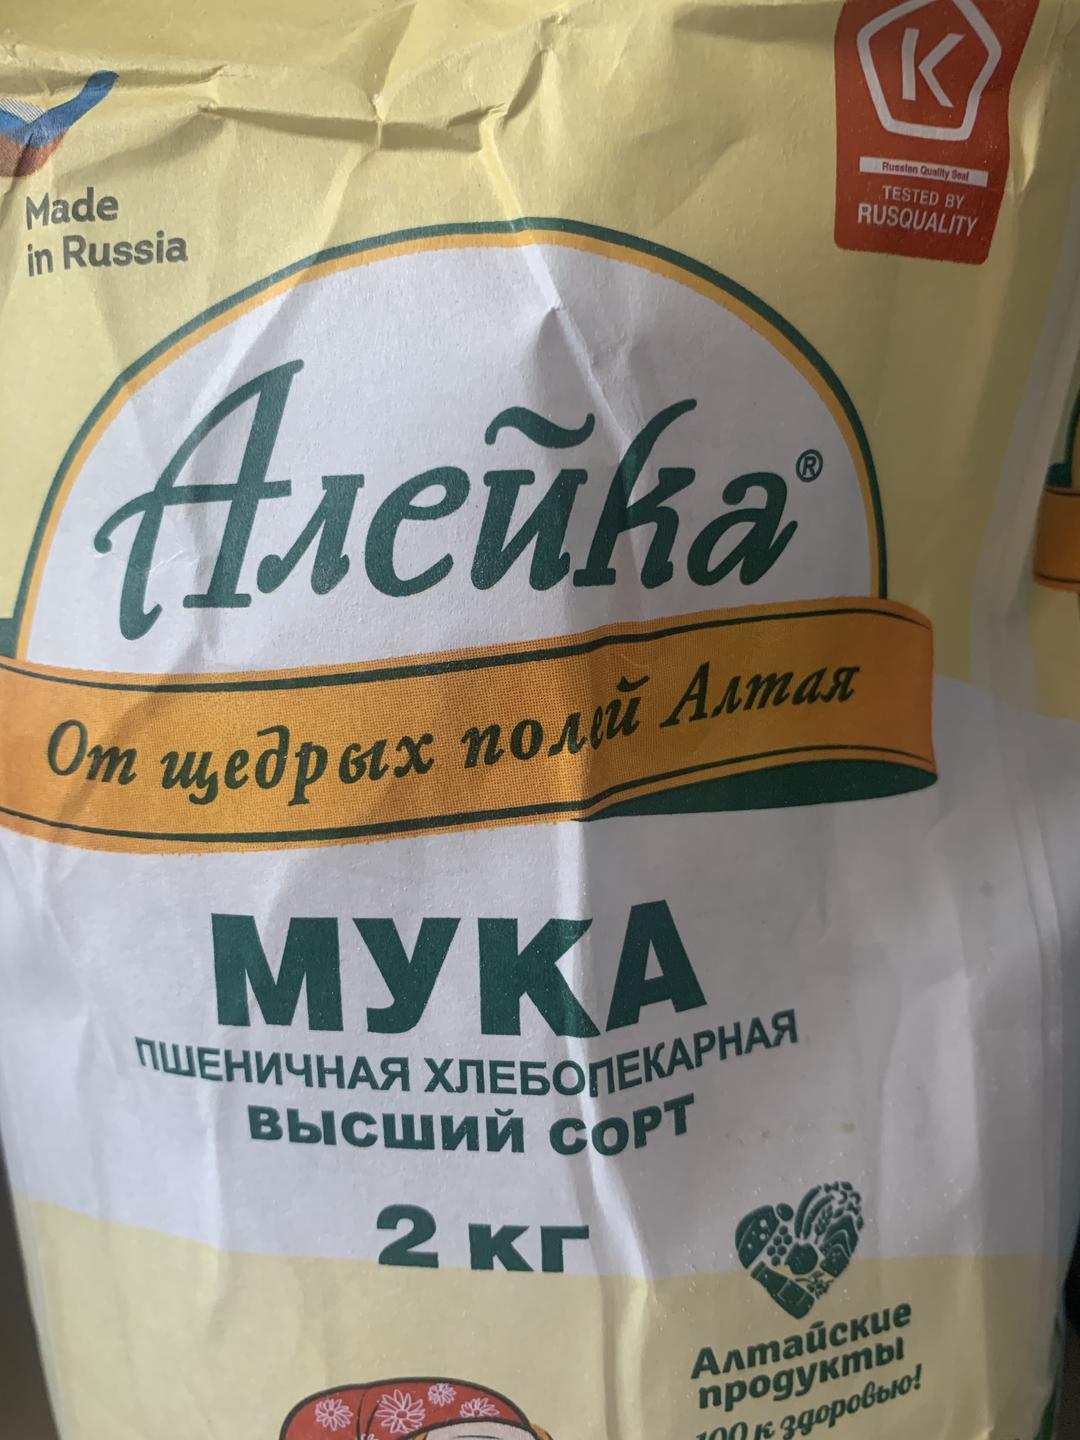 K
Russian Quality Seal
TESTED BY
RUSQUALITY
Made
in Russia
Алейка®
От щедрых полей Алтая
МУКА
ПШЕНИЧНАЯ ХЛЕБОПЕКАРНАЯ
ВЫСШИЙ СОРТ
2 кг
Алтайские
продукты
100 к здоровью!